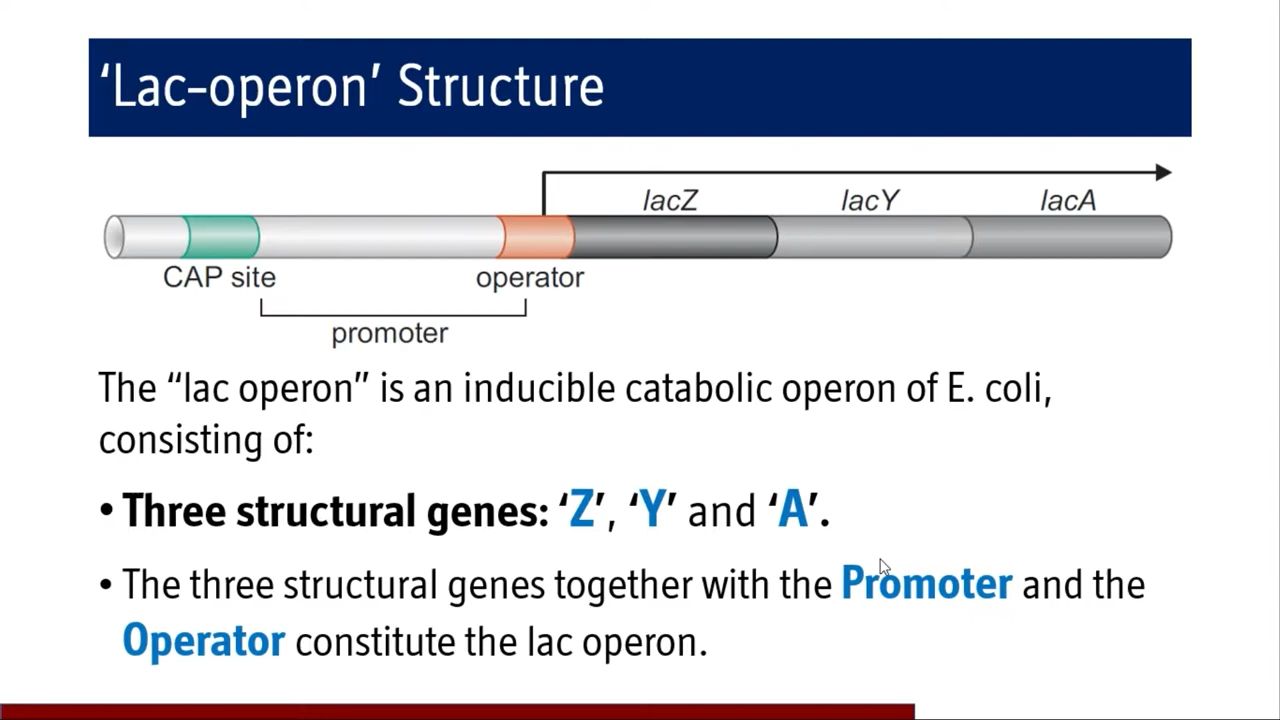 ‘Lac-operon’ Structure
lacZ lacY lacA
CAP site operator
promoter
The “lac operon” is an inducible catabolic operon of E. coli,
consisting of:
• Three structural genes: ‘Z’, ‘Y’ and ‘A’.
• The three structural genes together with the Promoter and the
Operator constitute the lac operon.